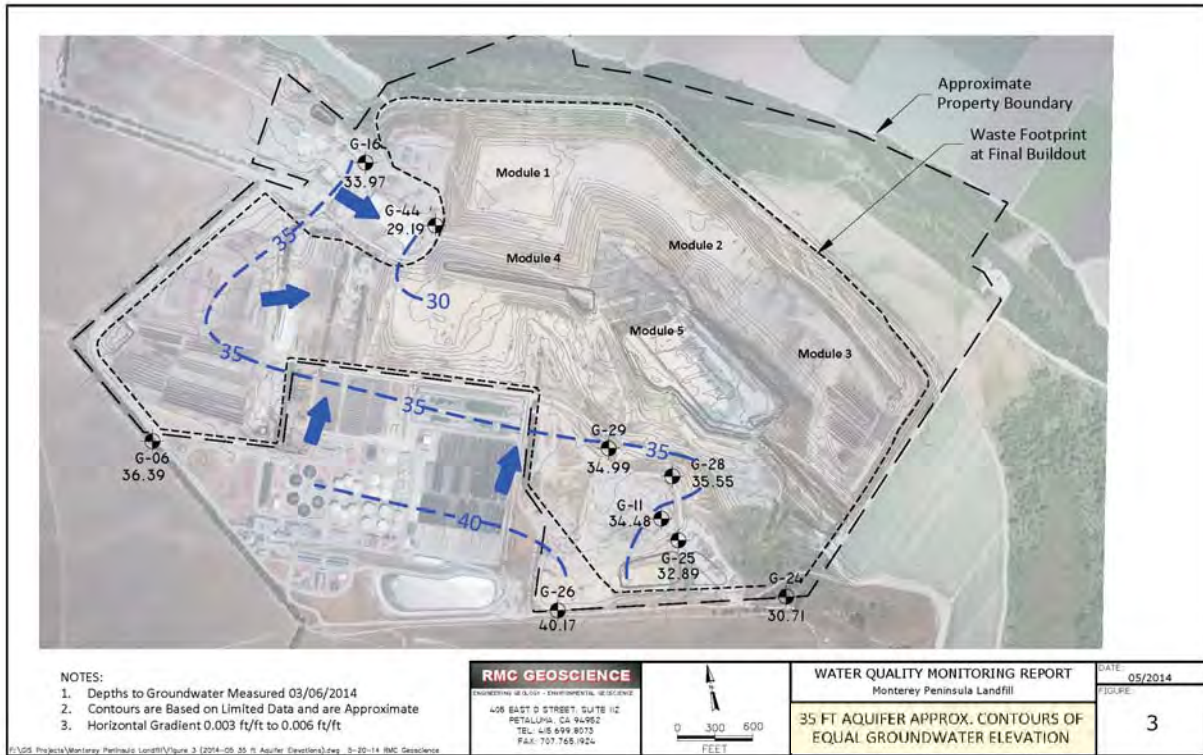 Approximate
Property Boundary
Waste Footprint
at Final Buildout
G-16
33.97
Module 1
G-44
29.19
35
Module 2
Module 4
30
Module 5
35
Module 3
35
G-29
34.99
35
G-28
35.55
G-06
36.39
G-11
34.48
40
G-25
32.89
G-26
40.17
G-24
30.71
NOTES:
1. Depths to Groundwater Measured 03/06/2014
2. Contours are Based on Limited Data and are Approximate
3. Horizontal Gradient 0.003 ft/ft to 0.006 ft/ft
RMC GEOSCIENCE
ENGINEERING GEOLOGY - ENVIRONMENTAL GEOSCIENCE
PETALUMA, CA 94952
TEL: 415.699.8073
FAX: 707.765.1924
0 300 600
FEET
WATER QUALITY MONITORING REPORT
Monterey Peninsula Landfill
35 FT AQUIFER APPROX. CONTOURS OF
EQUAL GROUNDWATER ELEVATION
DATE:
05/2014
FIGURE:
3